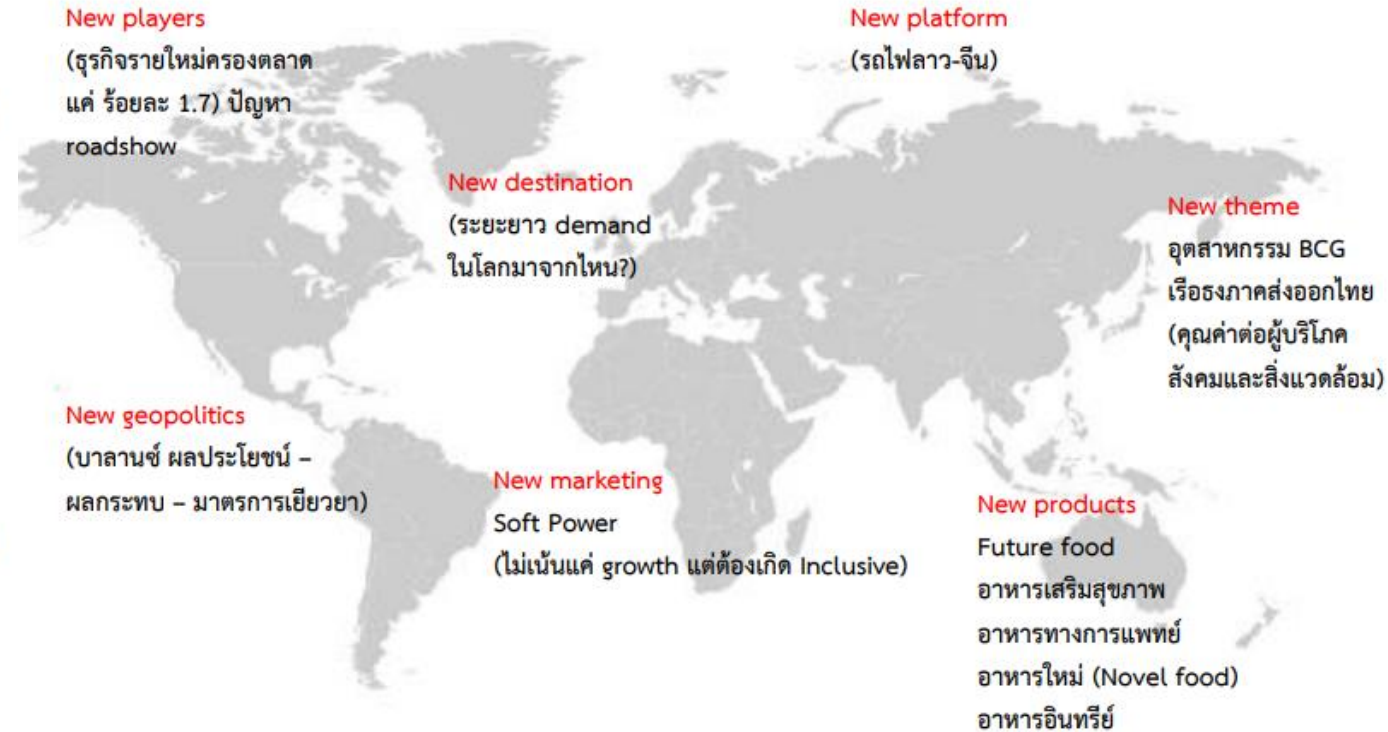 New players
(ธุรกิจรายใหม่ครองตลาด
แค่ ร้อยละ 1.7) ปัญหา
roadshow
New platform
(รถไฟลาว-จีน)
New destination
(ระยะยาว demand
ในโลกมาจากไหน?)
New theme
อุตสาหกรรม BCG
เรือธงภาคส่งออกไทย
(คุณค่าต่อผู้บริโภค
สังคมและสิ่งแวดล้อม)
New geopolitics
(บาลานซ์ ผลประโยชน์ –
ผลกระทบ – มาตรการเยียวยา)
New marketing
Soft Power
(ไม่เน้นแค่ growth แต่ต้องเกิด Inclusive)
New products
Future food
อาหารเสริมสุขภาพ
อาหารทางการแพทย์
อาหารใหม่ (Novel food)
อาหารอินทรีย์